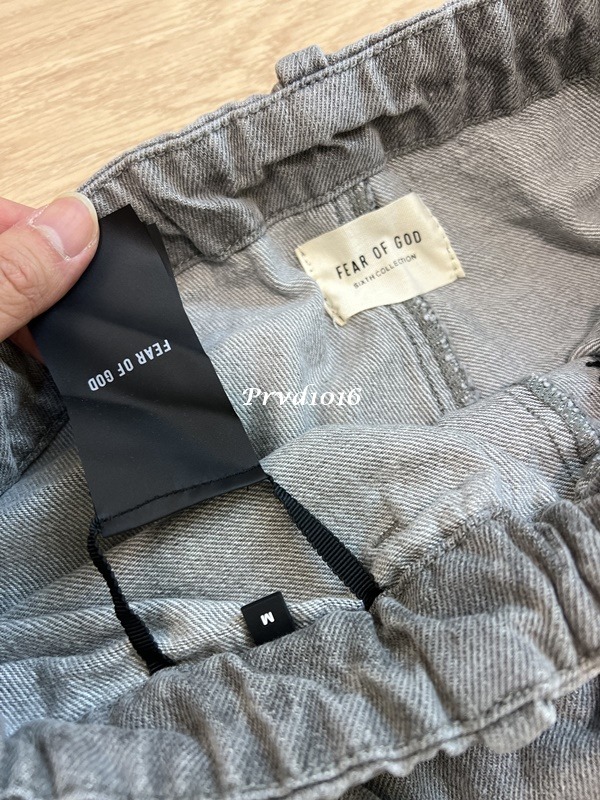 FEAR OF GOD
SIXTH COLLECTION
FEAR OF GOD
Prvd1016
M